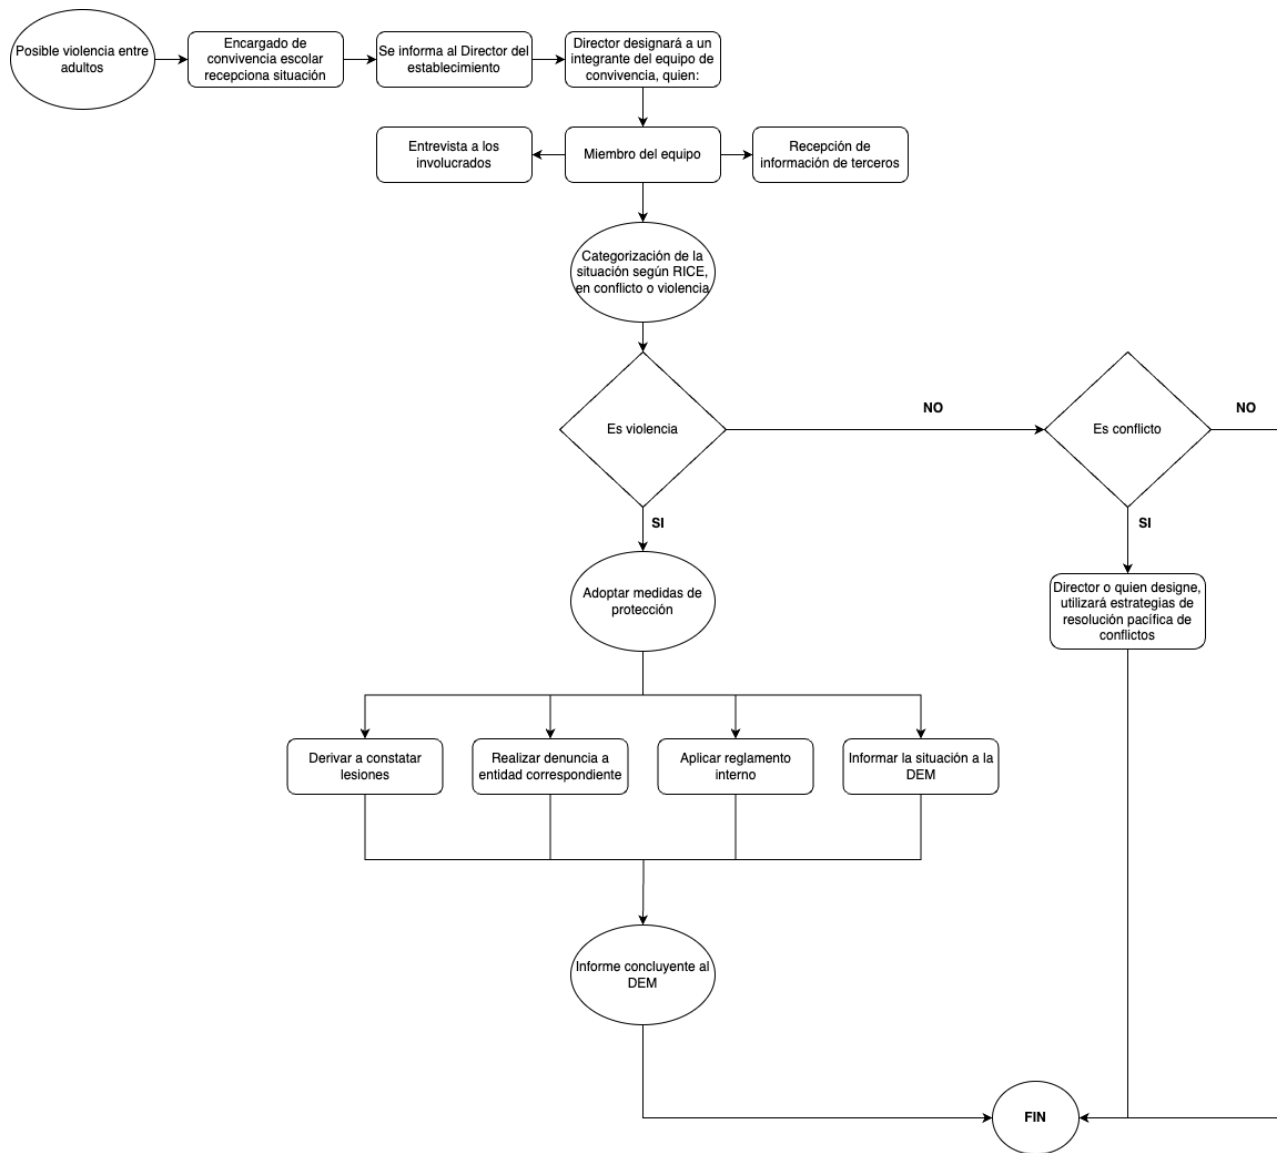 Posible violencia entre
adultos
Encargado de
convivencia escolar
recepciona situación
Se informa al Director del
establecimiento
Director designará a un
integrante del equipo de
convivencia, quien:
Entrevista a los
involucrados
Miembro del equipo
Recepción de
información de terceros
Categorización de la
situación según RICE,
en conflicto o violencia
Es violencia
NO
Es conflicto
NO
SI
SI
Adoptar medidas de
protección
Director o quien designe,
utilizará estrategias de
resolución pacífica de
conflictos
Derivar a constatar
lesiones
Realizar denuncia a
entidad correspondiente
Aplicar reglamento
interno
Informar la situación a la
DEM
Informe concluyente al
DEM
FIN